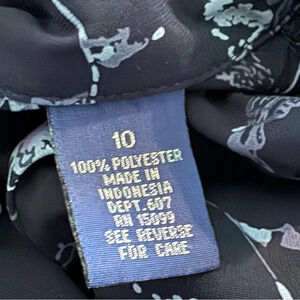 10
100% POLYESTER
MADE IN
INDONESIA
DEPT. 607
RN 15099
SEE REVERSE
FOR CARE